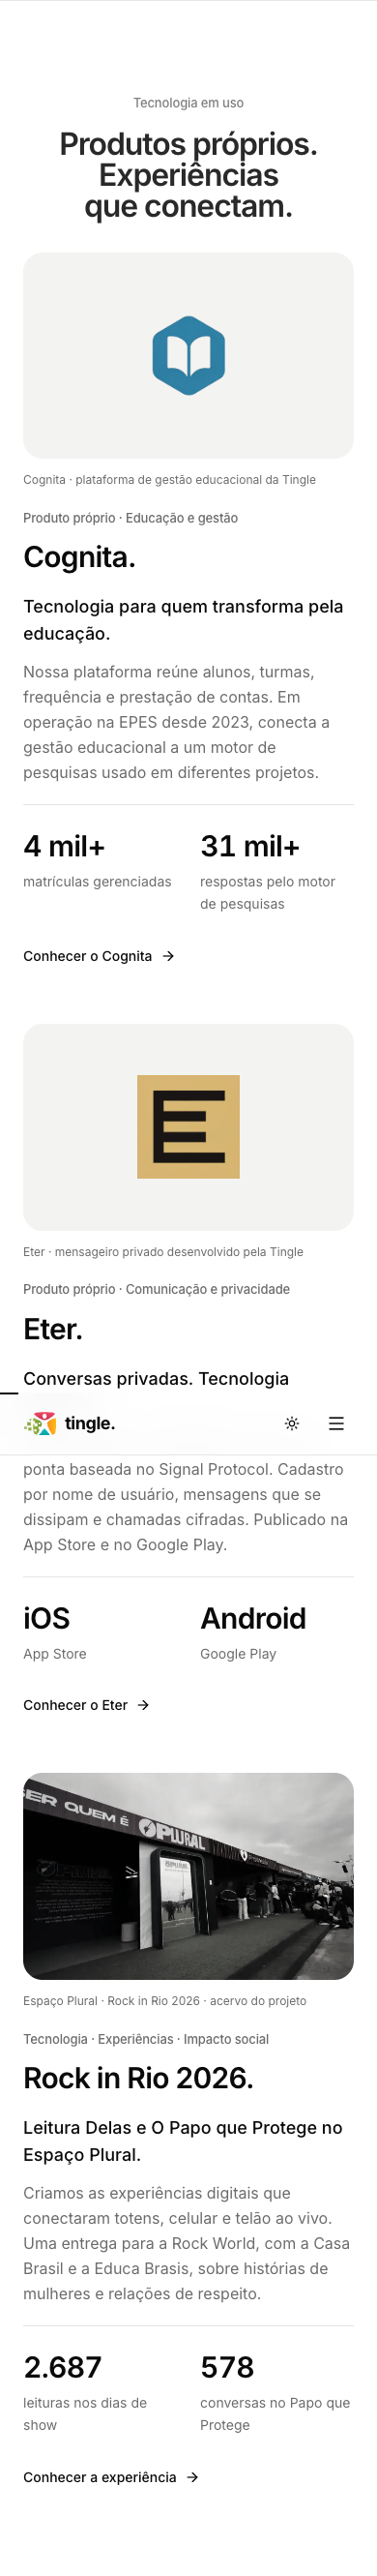 Tecnologia em uso
Produtos próprios.
Experiências
que conectam.
Cognita · plataforma de gestão educacional da Tingle
Produto próprio · Educação e gestão
Cognita.
Tecnologia para quem transforma pela
educação.
Nossa plataforma reúne alunos, turmas,
frequência e prestação de contas. Em
operação na EPES desde 2023, conecta a
gestão educacional a um motor de
pesquisas usado em diferentes projetos.
4 mil+
matrículas gerenciadas
31 mil+
respostas pelo motor
de pesquisas
Conhecer o Cognita →
E
Eter · mensageiro privado desenvolvido pela Tingle
Produto próprio · Comunicação e privacidade
Eter.
Conversas privadas. Tecnologia
tingle.
ponta baseada no Signal Protocol. Cadastro
por nome de usuário, mensagens que se
dissipam e chamadas cifradas. Publicado na
App Store e no Google Play.
iOS
App Store
Android
Google Play
Conhecer o Eter →
SER QUEM É
PLURAL
Espaço Plural · Rock in Rio 2026 · acervo do projeto
Tecnologia · Experiências · Impacto social
Rock in Rio 2026.
Leitura Delas e O Papo que Protege no
Espaço Plural.
Criamos as experiências digitais que
conectaram totens, celular e telão ao vivo.
Uma entrega para a Rock World, com a Casa
Brasil e a Educa Brasis, sobre histórias de
mulheres e relações de respeito.
2.687
leituras nos dias de
show
578
conversas no Papo que
Protege
Conhecer a experiência →